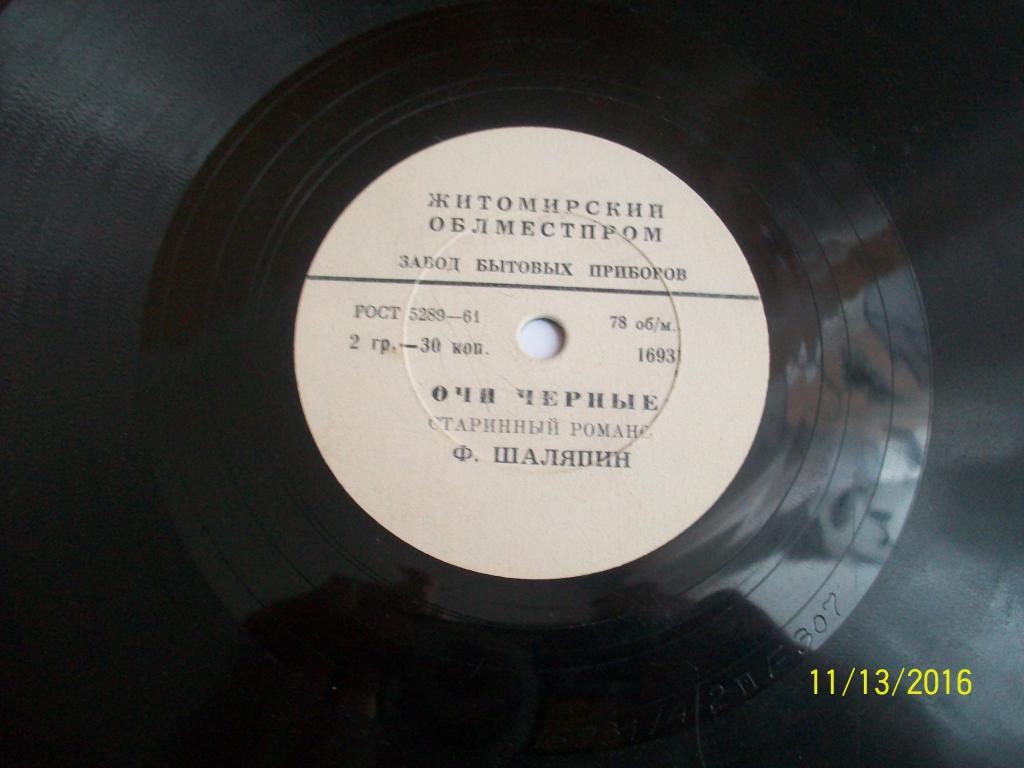 ЖИТОМИРСКИЙ
ОБЛМЕСТПРОМ
ЗАВОД БЫТОВЫХ ПРИБОРОВ
РОСТ 5289—61
78 об/м.
2 гр.—30 коп.
1693
ОЧИ ЧЕРНЫЕ
СТАРИННЫЙ РОМАНС
Ф. ШАЛЯПИН
11/13/2016